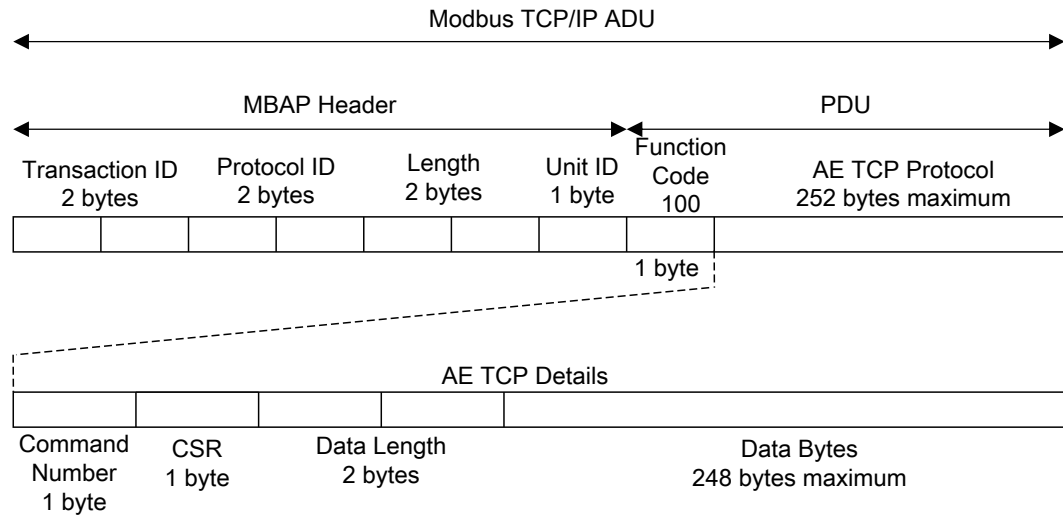 Modbus TCP/IP ADU
MBAP Header
PDU
Transaction ID
2 bytes
Protocol ID
2 bytes
Length
2 bytes
Unit ID
1 byte
Function
Code
100
AE TCP Protocol
252 bytes maximum
1 byte
AE TCP Details
Command
Number
1 byte
CSR
1 byte
Data Length
2 bytes
Data Bytes
248 bytes maximum